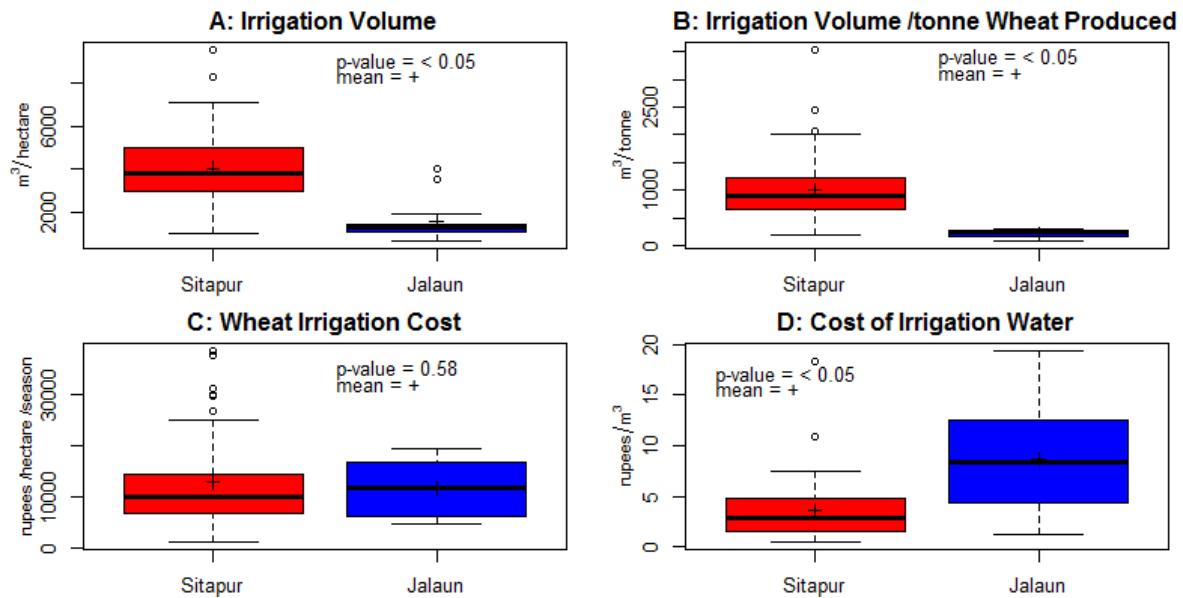 A: Irrigation Volume
p-value = < 0.05
mean = +
m³/hectare
6000
2000
Sitapur
Jalaun
B: Irrigation Volume /tonne Wheat Produced
p-value = < 0.05
mean = +
m³/tonne
2500
1000
0
Sitapur
Jalaun
C: Wheat Irrigation Cost
p-value = 0.58
mean = +
rupees /hectare /season
30000
10000
0
Sitapur
Jalaun
D: Cost of Irrigation Water
p-value = < 0.05
mean = +
rupees/m³
20
15
10
5
0
Sitapur
Jalaun